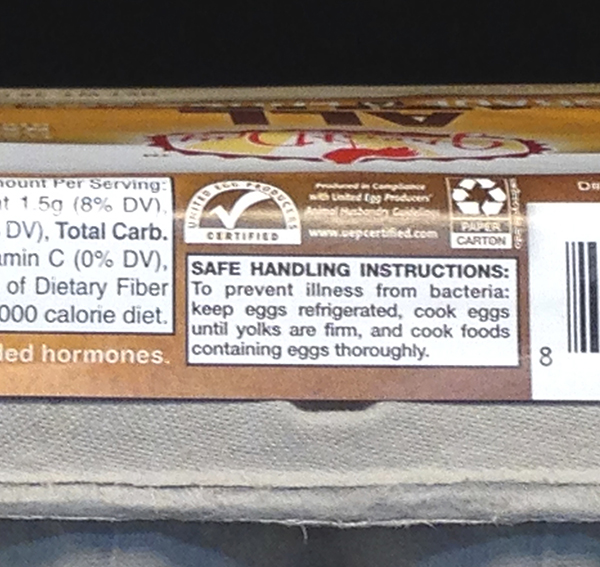 ALL
ount Per Serving:
t 1.5g (8% DV),
DV), Total Carb.
min C (0% DV),
of Dietary Fiber
000 calorie diet.
led hormones.
UNITED EGG PRODUCERS
CERTIFIED
Produced in Compliance
with United Egg Producers'
Animal Husbandry Guidelines
www.uepcertified.com
PAPER
CARTON
SAFE HANDLING INSTRUCTIONS:
To prevent illness from bacteria:
keep eggs refrigerated, cook eggs
until yolks are firm, and cook foods
containing eggs thoroughly.
8